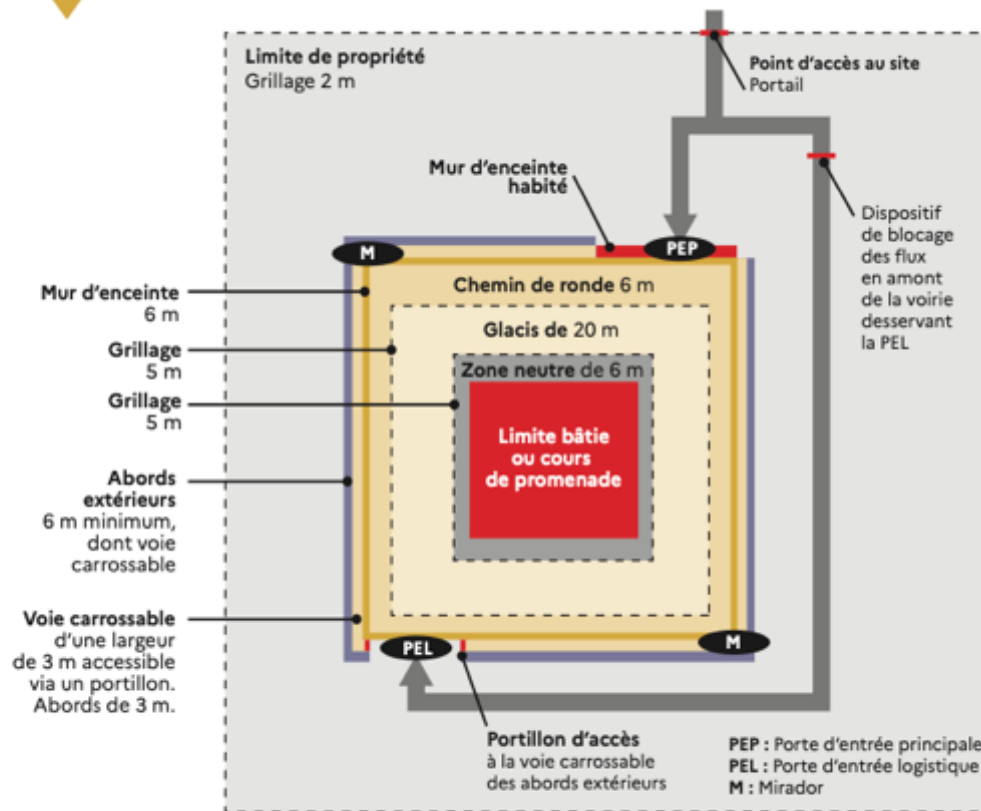 Limite de propriété
Grillage 2 m
Point d'accès au site
Portail
Mur d'enceinte
habité
Dispositif
de blocage
des flux
en amont
de la voirie
desservant
la PEL
M
PEP
Chemin de ronde 6 m
Glacis de 20 m
Zone neutre de 6 m
Limite bâtie
ou cours
de promenade
Mur d'enceinte
6 m
Grillage
5 m
Grillage
5 m
Abords
extérieurs
6 m minimum,
dont voie
carrossable
Voie carrossable
d'une largeur
de 3 m accessible
via un portillon.
Abords de 3 m.
PEL
M
Portillon d'accès
à la voie carrossable
des abords extérieurs
PEP : Porte d'entrée principale
PEL : Porte d'entrée logistique
M : Mirador